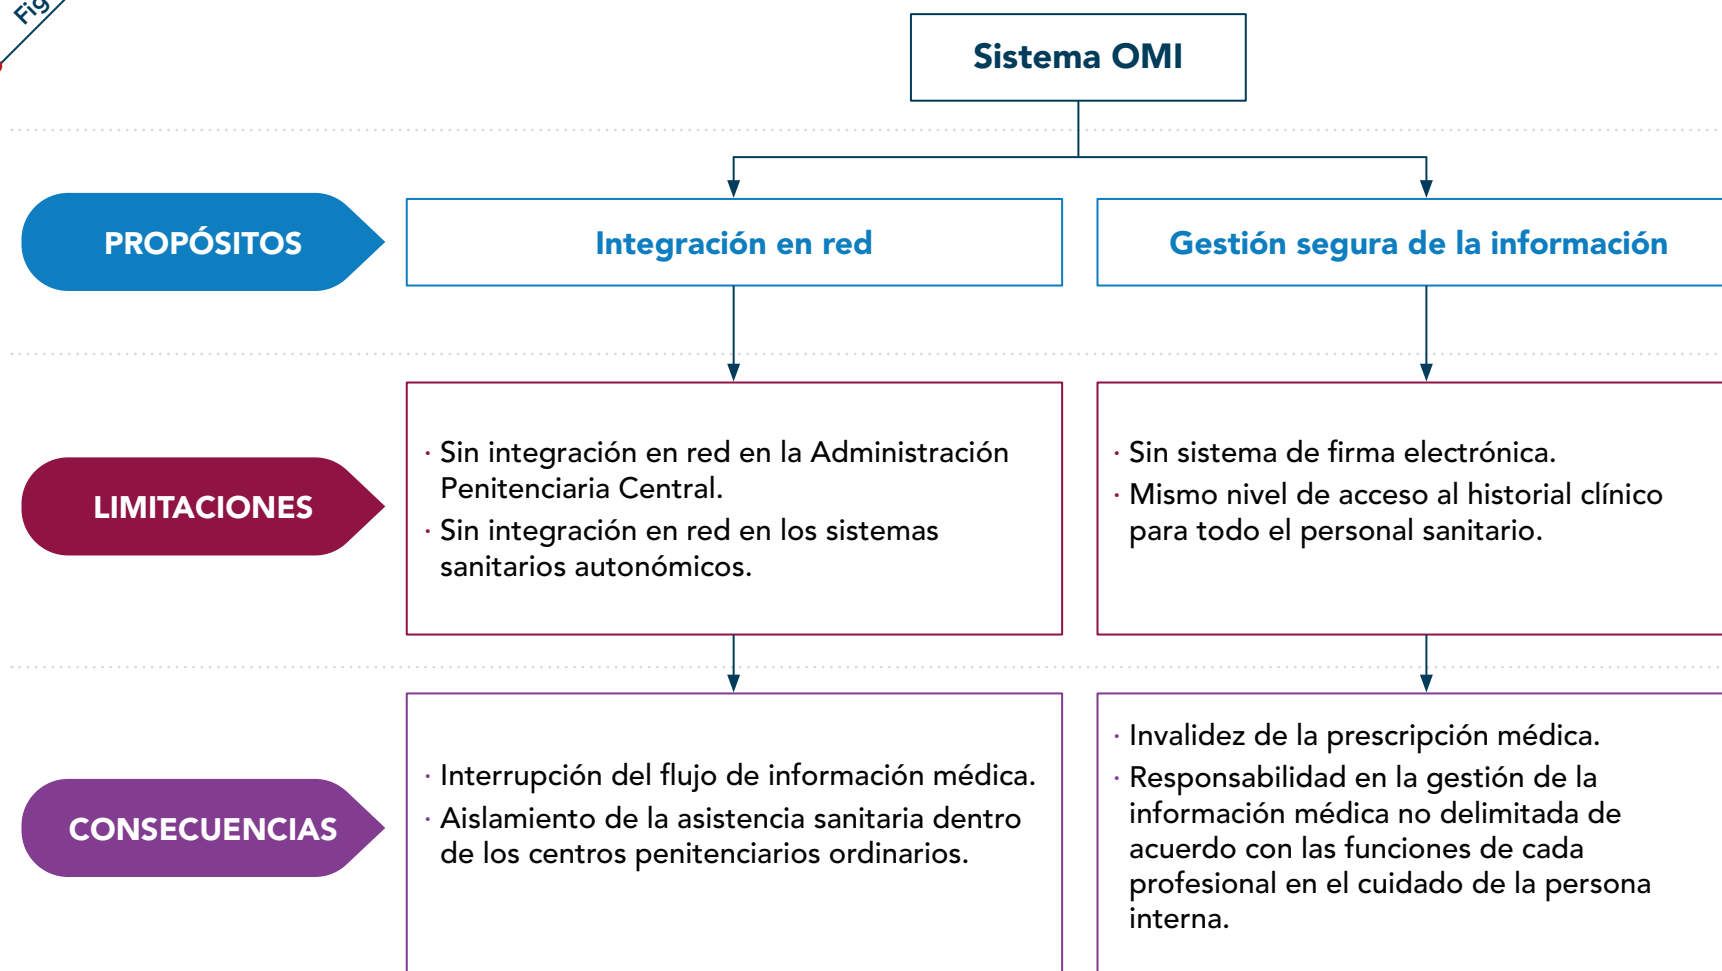 Fig
Sistema OMI
PROPÓSITOS
Integración en red
Gestión segura de la información
LIMITACIONES
· Sin integración en red en la Administración
Penitenciaria Central.
· Sin integración en red en los sistemas
sanitarios autonómicos.
· Sin sistema de firma electrónica.
· Mismo nivel de acceso al historial clínico
para todo el personal sanitario.
CONSECUENCIAS
· Interrupción del flujo de información médica.
· Aislamiento de la asistencia sanitaria dentro
de los centros penitenciarios ordinarios.
· Invalidez de la prescripción médica.
· Responsabilidad en la gestión de la
información médica no delimitada de
acuerdo con las funciones de cada
profesional en el cuidado de la persona
interna.